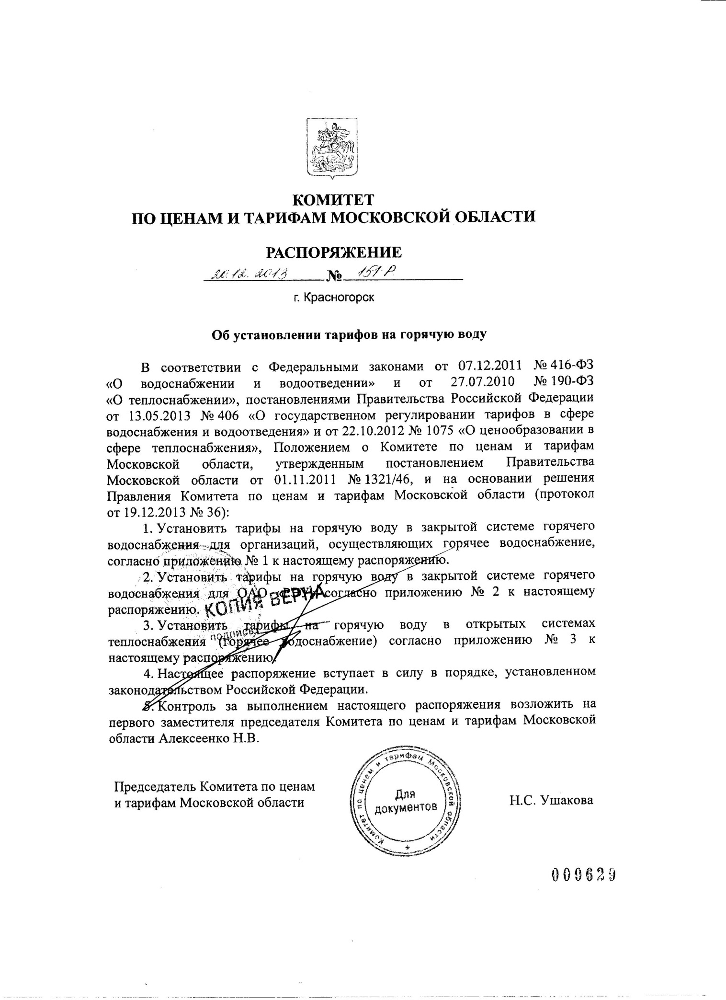 КОМИТЕТ
ПО ЦЕНАМ И ТАРИФАМ МОСКОВСКОЙ ОБЛАСТИ
РАСПОРЯЖЕНИЕ
20.12.2013 № 151-Р
г. Красногорск
Об установлении тарифов на горячую воду
В соответствии с Федеральными законами от 07.12.2011 № 416-ФЗ
«О водоснабжении и водоотведении» и от 27.07.2010 № 190-ФЗ
«О теплоснабжении», постановлениями Правительства Российской Федерации
от 13.05.2013 № 406 «О государственном регулировании тарифов в сфере
водоснабжения и водоотведения» и от 22.10.2012 № 1075 «О ценообразовании в
сфере теплоснабжения», Положением о Комитете по ценам и тарифам
Московской области, утвержденным постановлением Правительства
Московской области от 01.11.2011 № 1321/46, и на основании решения
Правления Комитета по ценам и тарифам Московской области (протокол
от 19.12.2013 № 36):
1. Установить тарифы на горячую воду в закрытой системе горячего
водоснабжения для организаций, осуществляющих горячее водоснабжение,
согласно приложению № 1 к настоящему распоряжению.
2. Установить тарифы на горячую воду в закрытой системе горячего
водоснабжения для ОАО согласно приложению № 2 к настоящему
распоряжению.
КОПИЯ ВЕРНА
3. Установить тарифы на горячую воду в открытых системах
подпись
теплоснабжения (горячее водоснабжение) согласно приложению № 3 к
настоящему распоряжению.
4. Настоящее распоряжение вступает в силу в порядке, установленном
законодательством Российской Федерации.
5. Контроль за выполнением настоящего распоряжения возложить на
первого заместителя председателя Комитета по ценам и тарифам Московской
области Алексеенко Н.В.
Председатель Комитета по ценам
и тарифам Московской области
Комитет по ценам и тарифам Московской области
Для
документов
Н.С. Ушакова
000629